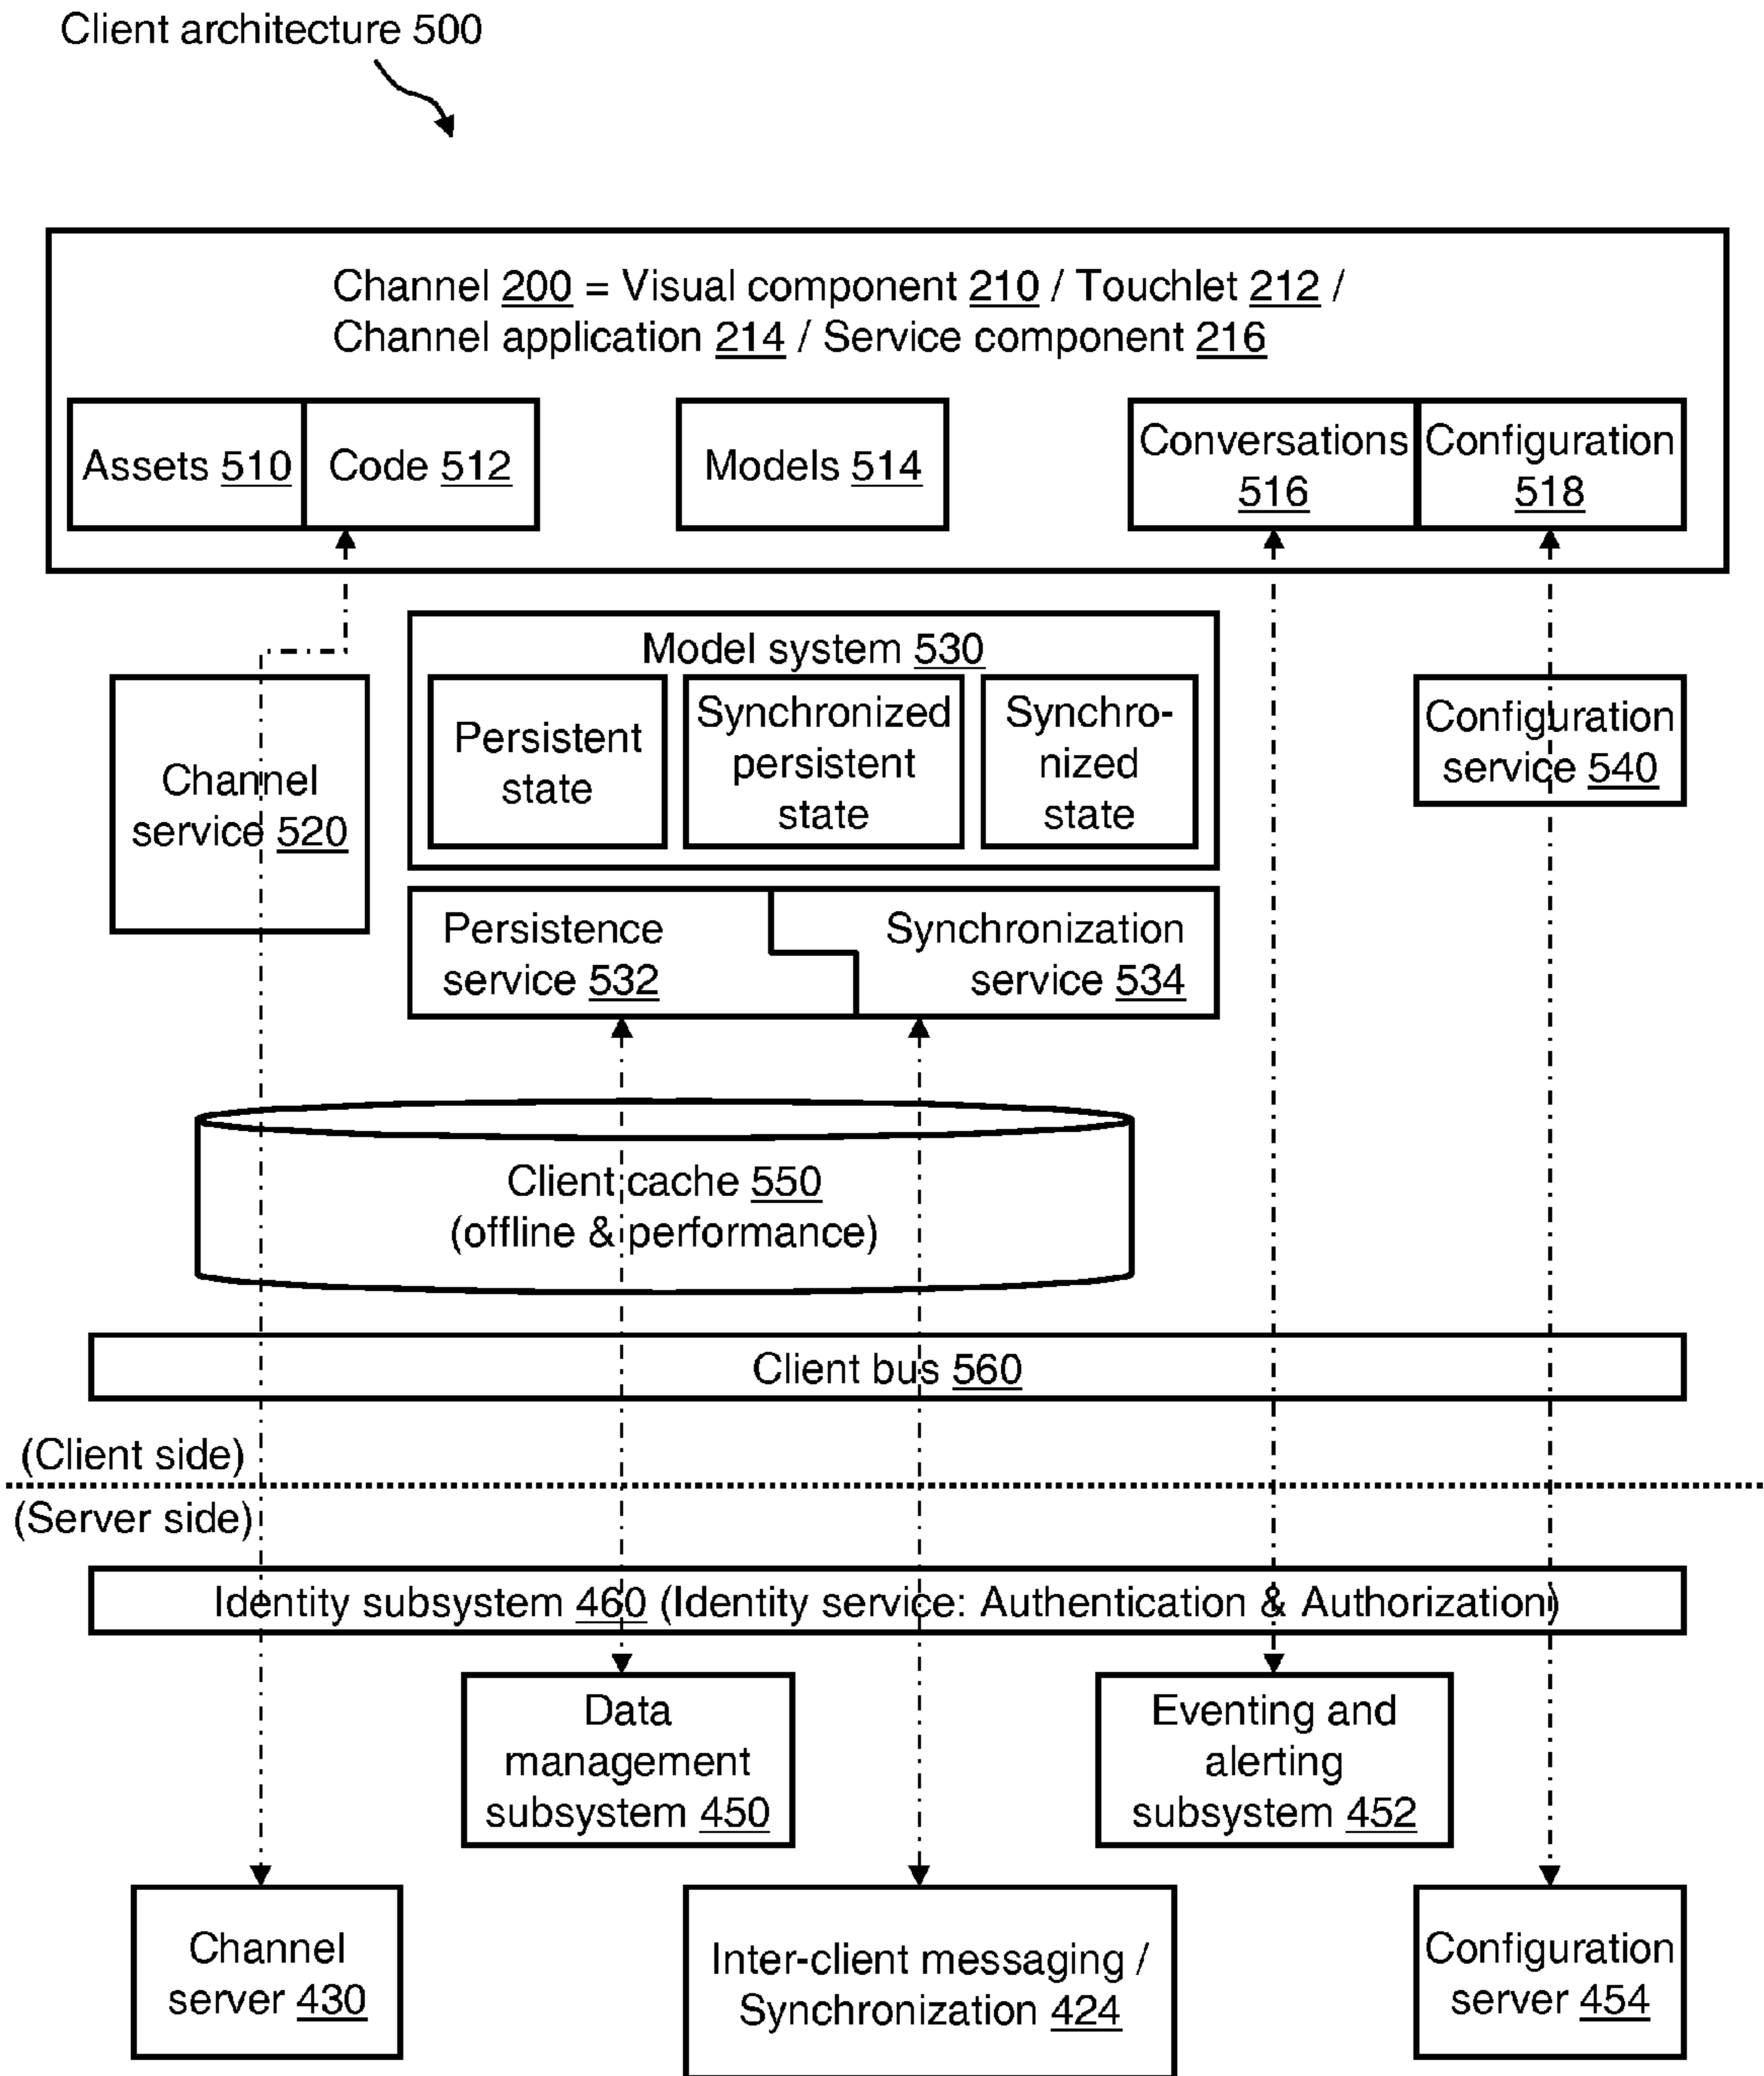 Client architecture 500
Channel 200 = Visual component 210 / Touchlet 212 /
Channel application 214 / Service component 216
Assets 510
Code 512
Models 514
Conversations
516
Configuration
518
Model system 530
Persistent
state
Synchronized
persistent
state
Synchro-
nized
state
Channel
service 520
Configuration
service 540
Persistence
service 532
Synchronization
service 534
Client cache 550
(offline & performance)
Client bus 560
(Client side)
(Server side)
Identity subsystem 460 (Identity service: Authentication & Authorization)
Data
management
subsystem 450
Eventing and
alerting
subsystem 452
Channel
server 430
Inter-client messaging /
Synchronization 424
Configuration
server 454